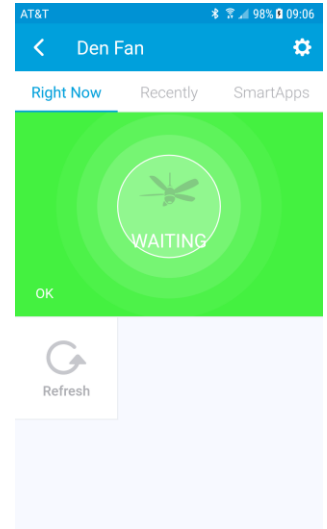 AT&T 98% 09:06
Den Fan
Right Now Recently SmartApps
WAITING
OK
Refresh